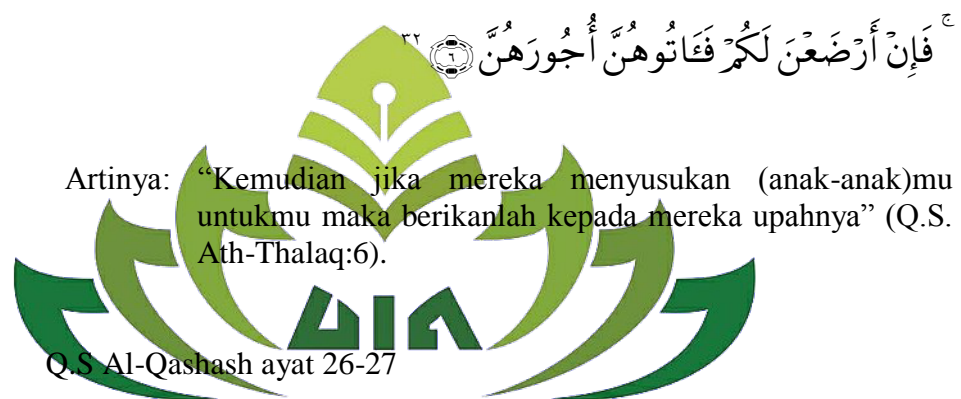 ۚ فَإِنْ أَرْضَعْنَ لَكُمْ فَـَٔاتُوهُنَّ أُجُورَهُنَّ ۝٦ ٣٢
Artinya: “Kemudian jika mereka menyusukan (anak-anak)mu
untukmu maka berikanlah kepada mereka upahnya” (Q.S.
Ath-Thalaq:6).
UIN
Q.S Al-Qashash ayat 26-27